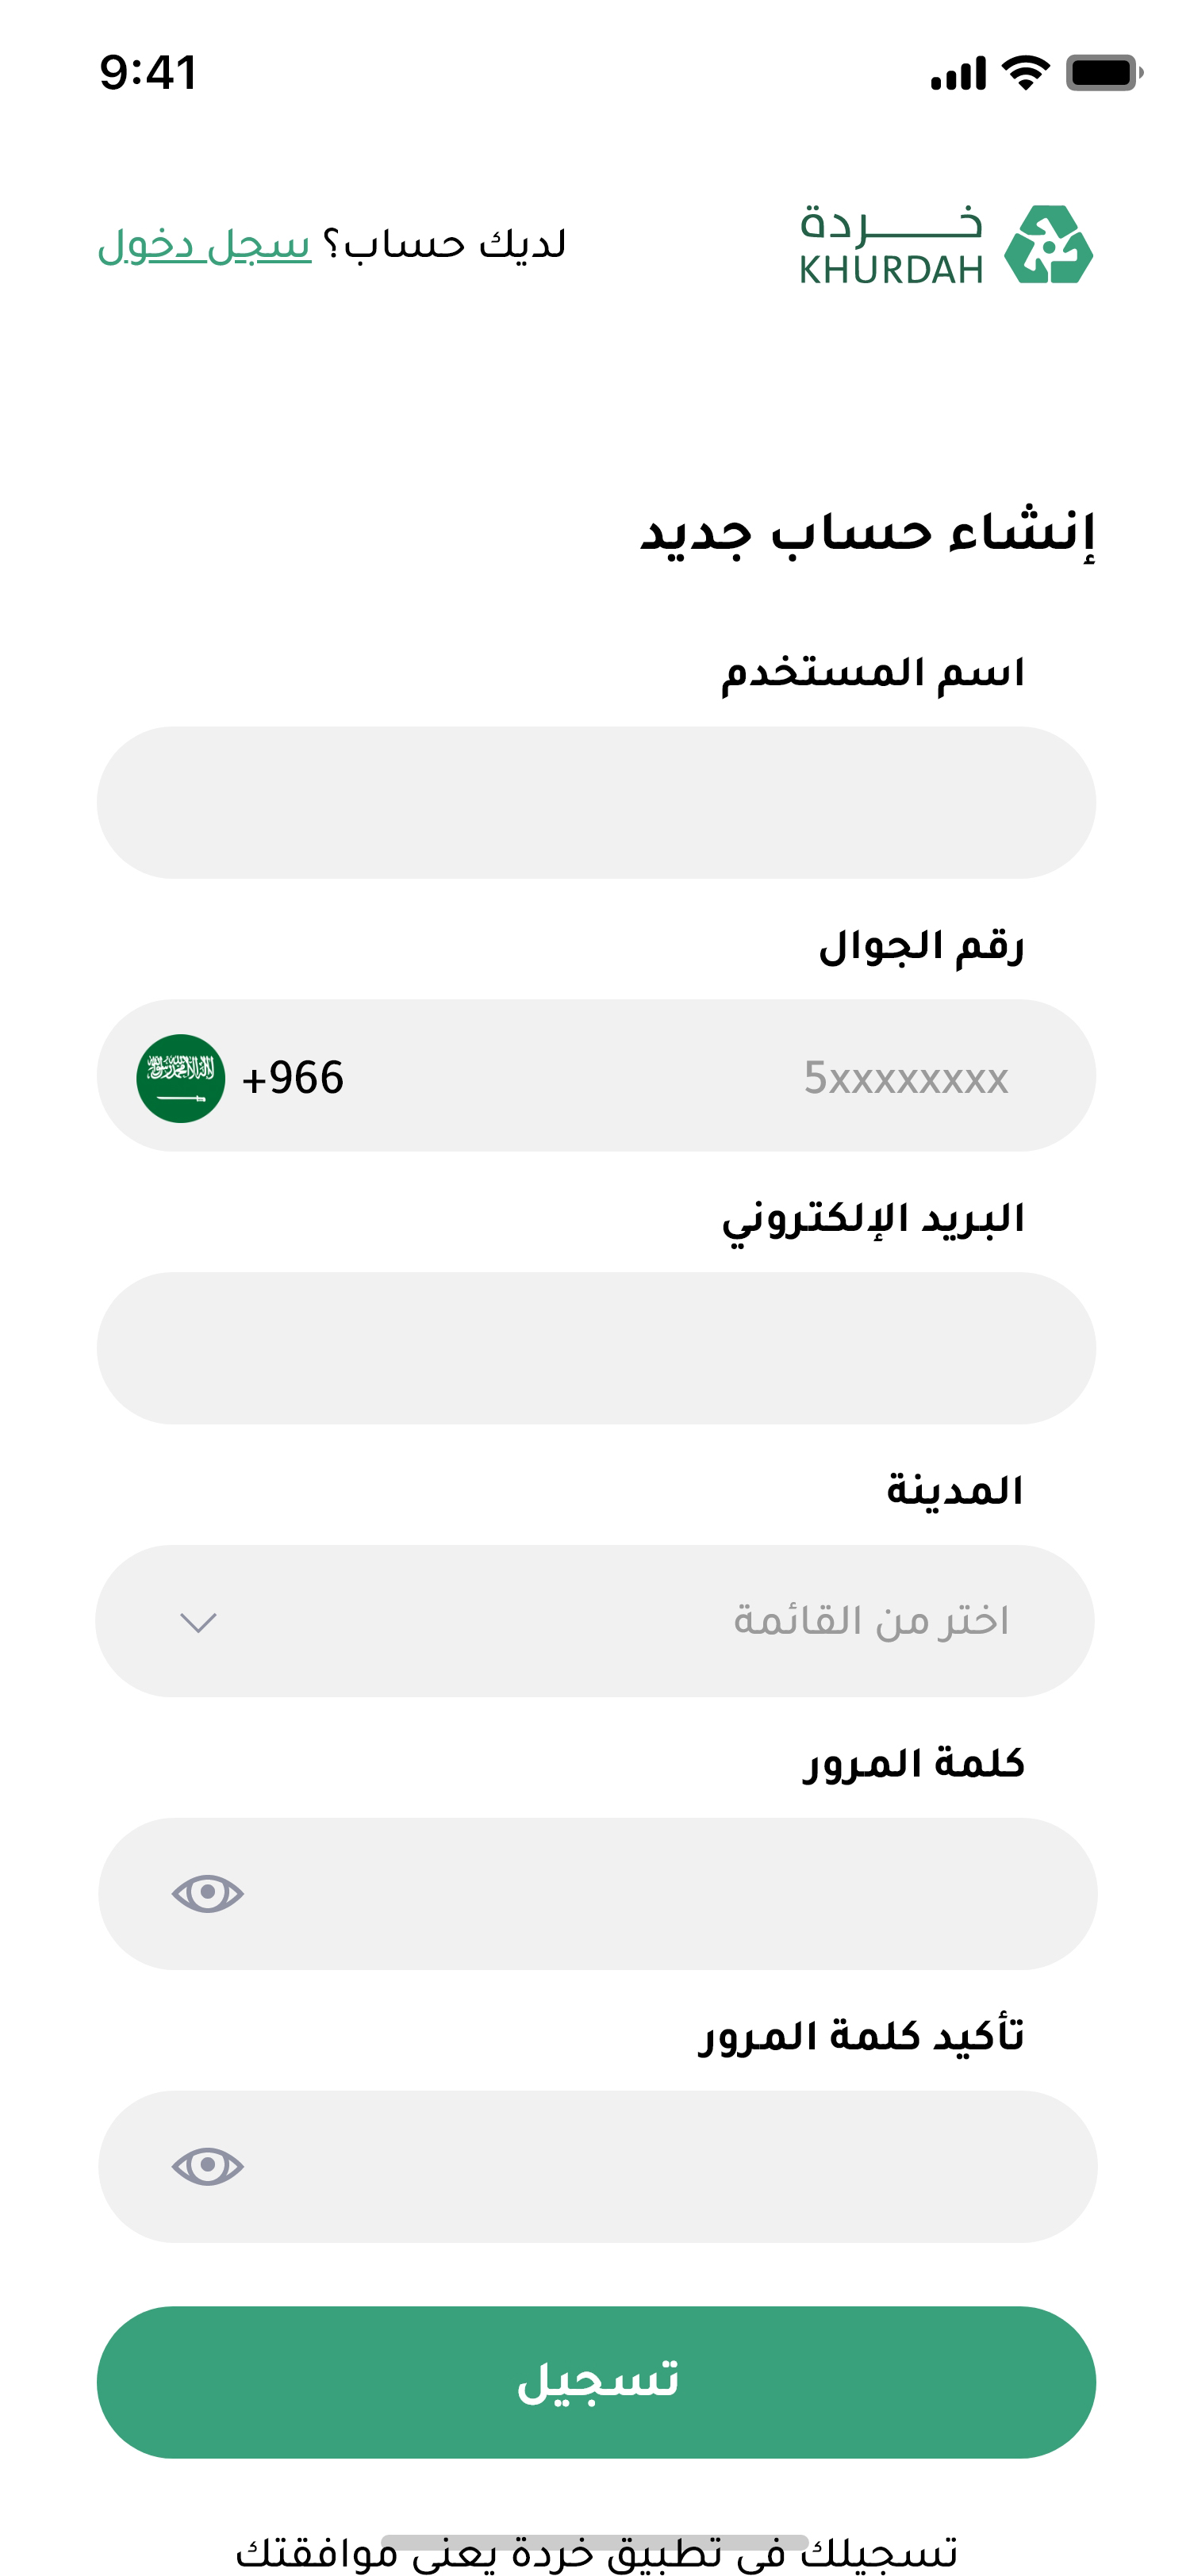 9:41
خـــــردة
KHURDAH
لديك حساب؟ سجل دخول
إنشاء حساب جديد
اسم المستخدم
رقم الجوال
5xxxxxxxx
+966
البريد الإلكتروني
المدينة
اختر من القائمة
كلمة المرور
تأكيد كلمة المرور
تسجيل
تسجيلك في تطبيق خردة يعني موافقتك